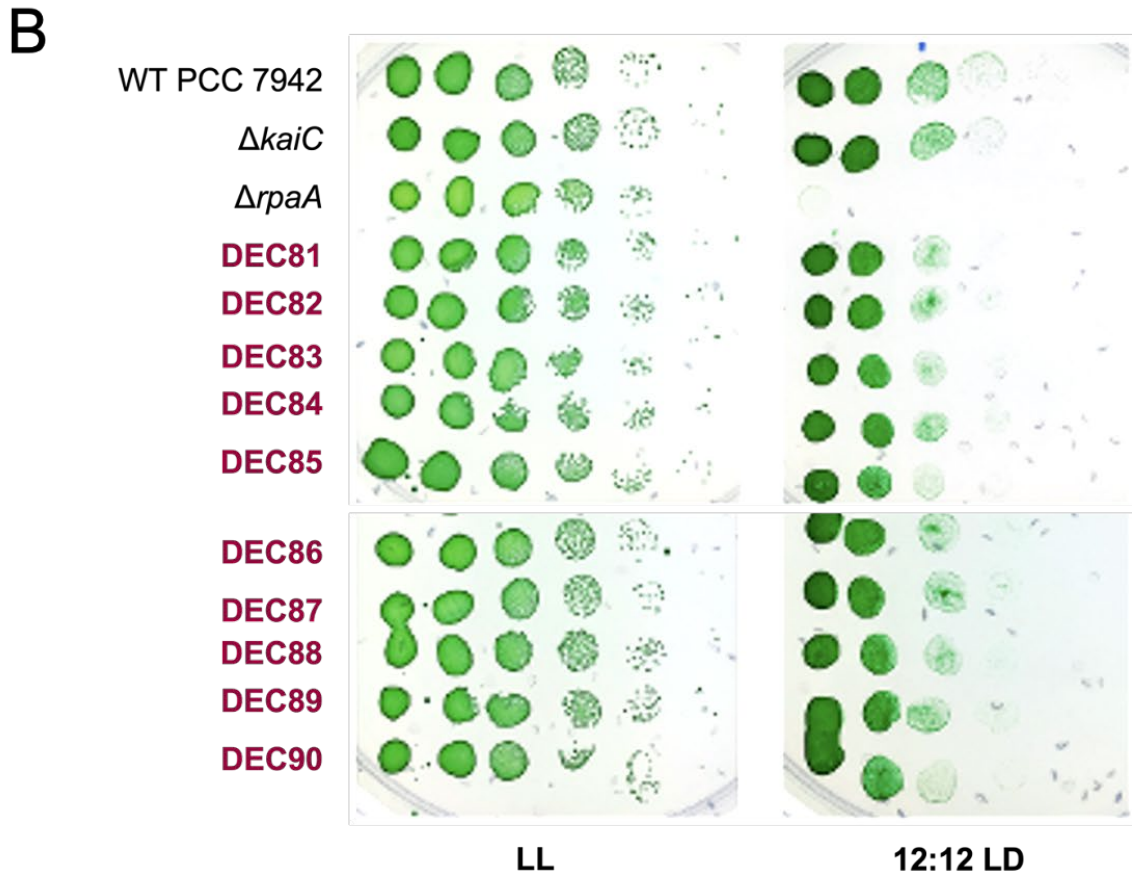 B
WT PCC 7942
ΔkaiC
ΔrpaA
DEC81
DEC82
DEC83
DEC84
DEC85
DEC86
DEC87
DEC88
DEC89
DEC90
LL
12:12 LD